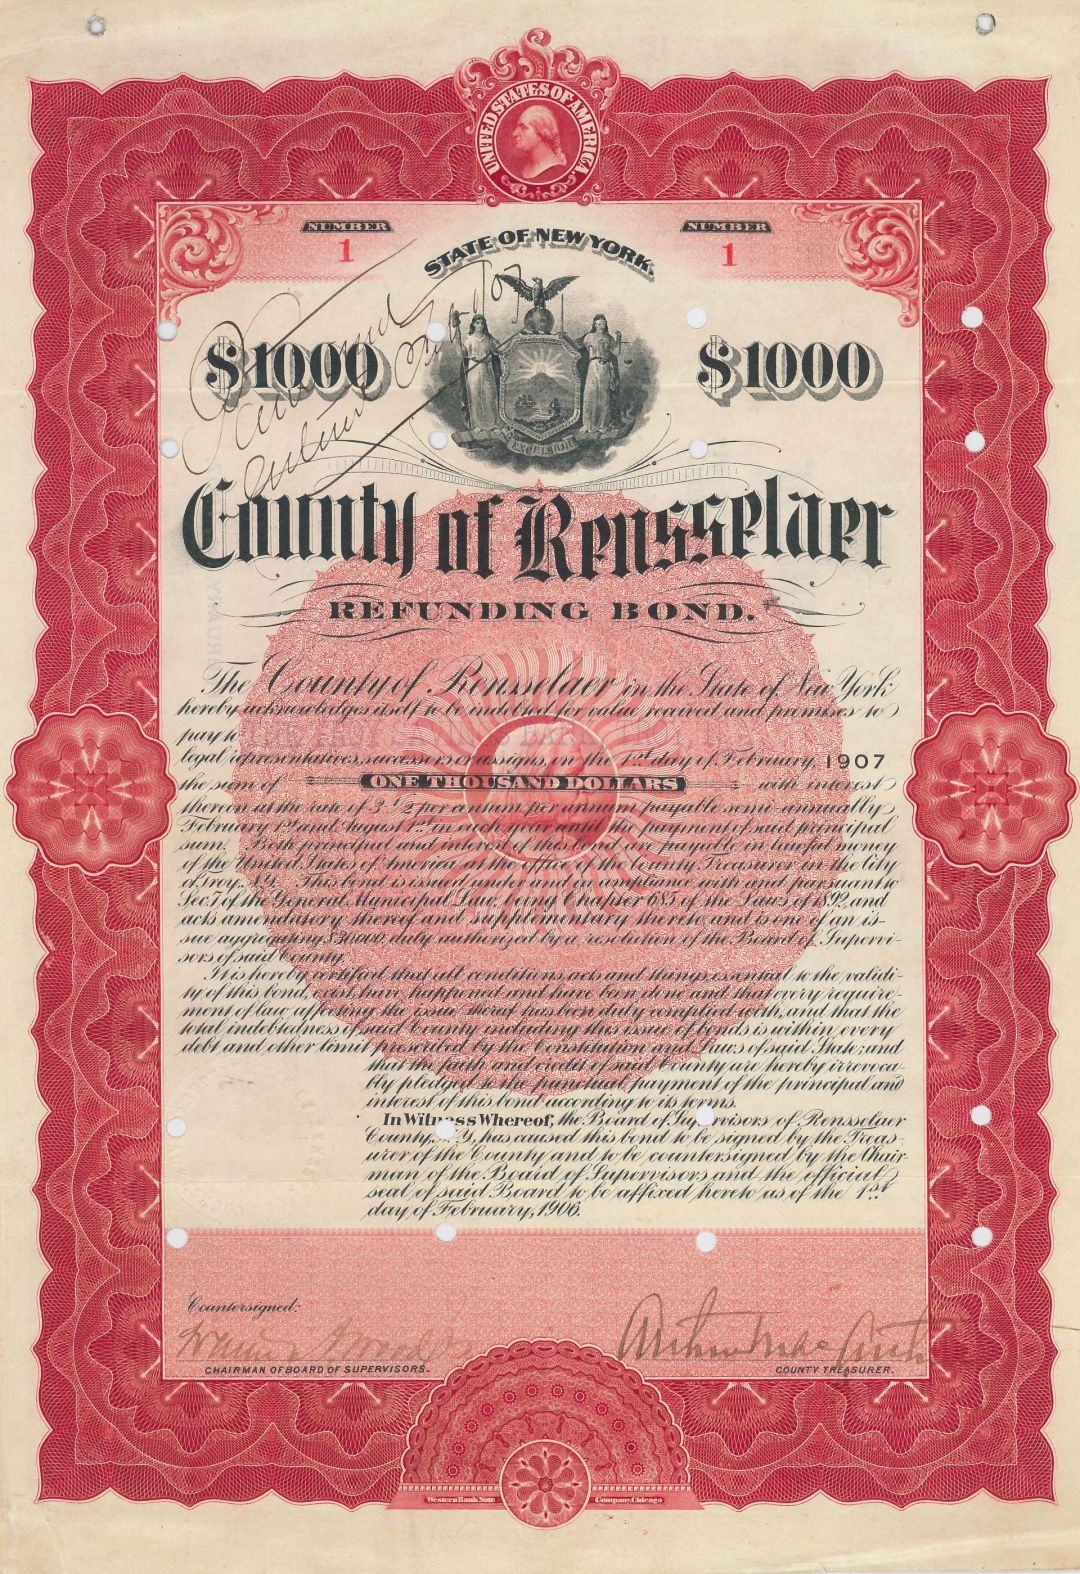 UNITED STATES OF AMERICA
NUMBER
1
NUMBER
1
STATE OF NEW YORK.
$1000
$1000
EXCELSIOR
County of Rensselaer
REFUNDING BOND.
The County of Rensselaer in the State of New York
hereby acknowledges itself to be indebted for value received and promises to
pay to
legal representatives, successors or assigns, on the 1st day of February, 1907
the sum of ONE THOUSAND DOLLARS with interest
thereon at the rate of 3 1/2 per centum per annum payable semi-annually
February 1st and August 1st in each year until the payment of said principal
sum. Both principal and interest of this bond are payable in lawful money
of the United States of America at the office of the County Treasurer in the City
of Troy, N.Y. This bond is issued under and in compliance with and pursuant to
Sec. 7 of the General Municipal Law, being Chapter 685 of the Laws of 1892, and
acts amendatory thereof and supplementary thereto, and is one of an is-
sue aggregating $30,000, duly authorized by a resolution of the Board of Supervi-
sors of said County.
It is hereby certified that all conditions, acts and things, essential to the validi-
ty of this bond, exist, have happened and have been done and that every require-
ment of law affecting the issue thereof has been duly complied with, and that the
total indebtedness of said County including this issue of bonds is within every
debt and other limit prescribed by the Constitution and Laws of said State; and
that the faith and credit of said County are hereby irrevoca-
bly pledged to the punctual payment of the principal and
interest of this bond according to its terms.
In Witness Whereof, the Board of Supervisors of Rensselaer
County, N.Y. has caused this bond to be signed by the Treas-
urer of the County and to be countersigned by the Chair-
man of the Board of Supervisors and the official
seal of said Board to be affixed hereto as of the 1st
day of February, 1906.
Countersigned:
CHAIRMAN OF BOARD OF SUPERVISORS.
COUNTY TREASURER.
Western Bank Note Company, Chicago